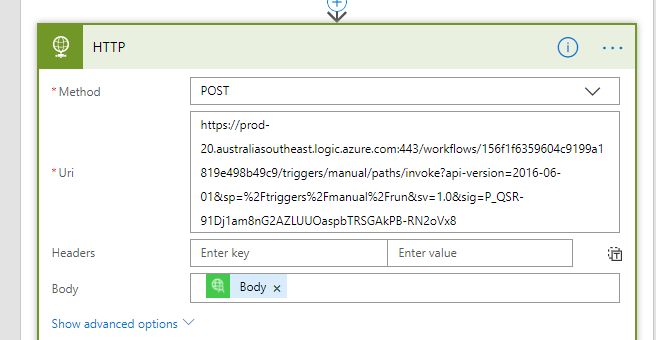 HTTP
* Method
POST
* Uri
https://prod-
20.australiasoutheast.logic.azure.com:443/workflows/156f1f6359604c9199a1
819e498b49c9/triggers/manual/paths/invoke?api-version=2016-06-
01&sp=%2Ftriggers%2Fmanual%2Frun&sv=1.0&sig=P_QSR-
91Dj1am8nG2AZLUUOaspbTRSGAkPB-RN2oVx8
Headers
Enter key
Enter value
Body
Body ×
Show advanced options